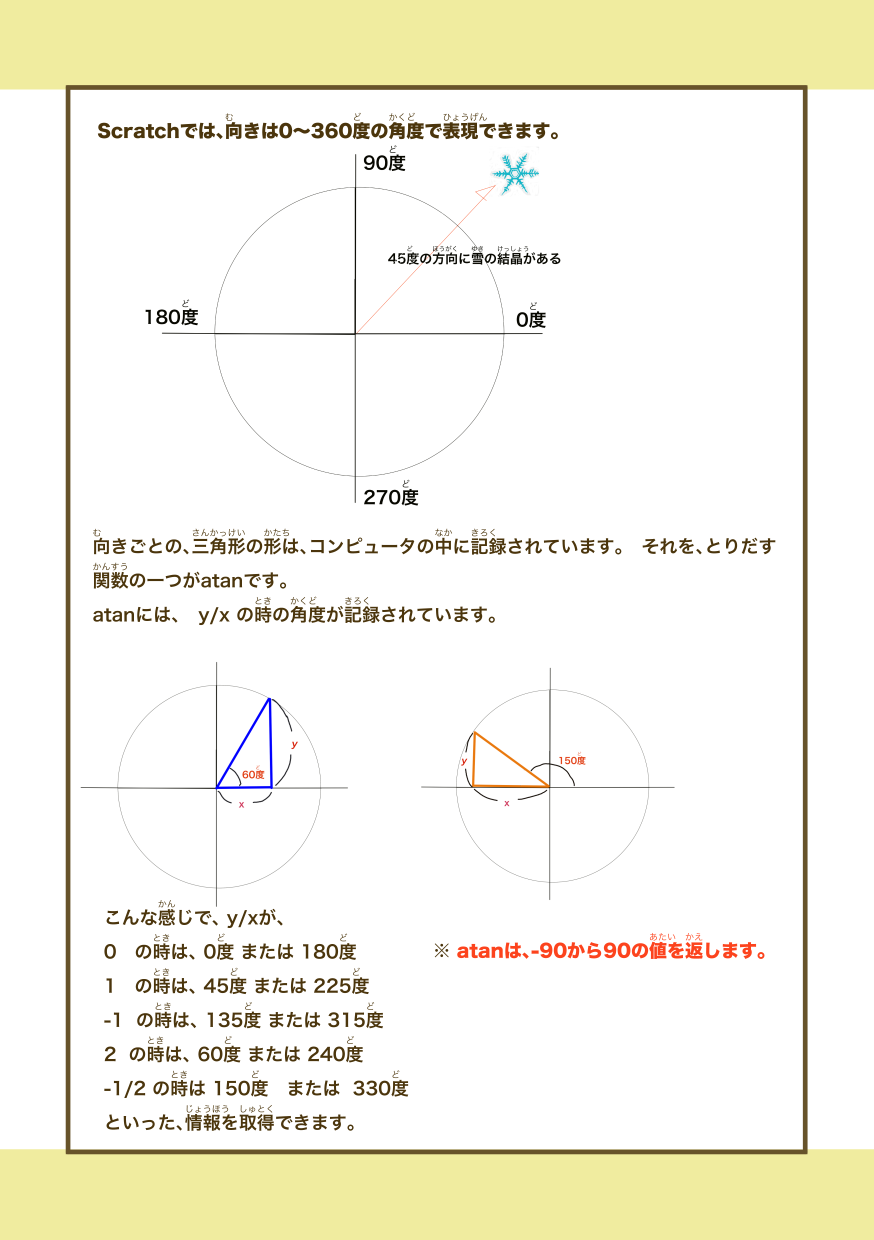 Scratchでは、向きは0〜360度の角度で表現できます。
90度
45度の方向に雪の結晶がある
180度
0度
270度
向きごとの、三角形の形は、コンピュータの中に記録されています。 それを、とりだす
関数の一つがatanです。
atanには、 y/x の時の角度が記録されています。
y
60度
x
y
150度
x
こんな感じで、y/xが、
0 の時は、0度 または 180度
※ atanは、-90から90の値を返します。
1 の時は、45度 または 225度
-1 の時は、135度 または 315度
2 の時は、60度 または 240度
-1/2 の時は 150度 または 330度
といった、情報を取得できます。